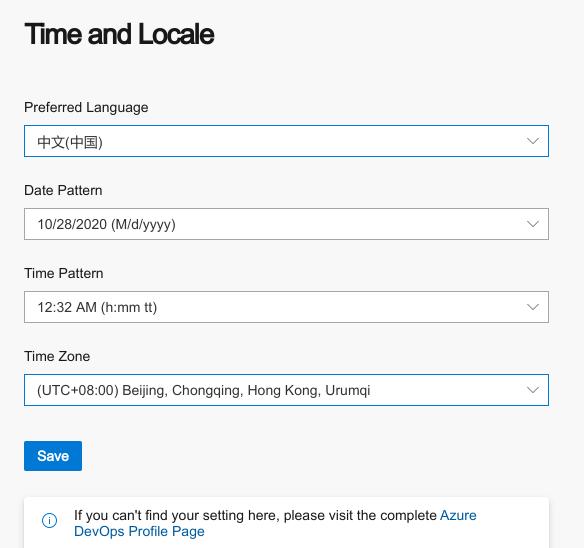 Time and Locale
Preferred Language
中文(中国)
Date Pattern
10/28/2020 (M/d/yyyy)
Time Pattern
12:32 AM (h:mm tt)
Time Zone
(UTC+08:00) Beijing, Chongqing, Hong Kong, Urumqi
Save
If you can't find your setting here, please visit the complete Azure
DevOps Profile Page